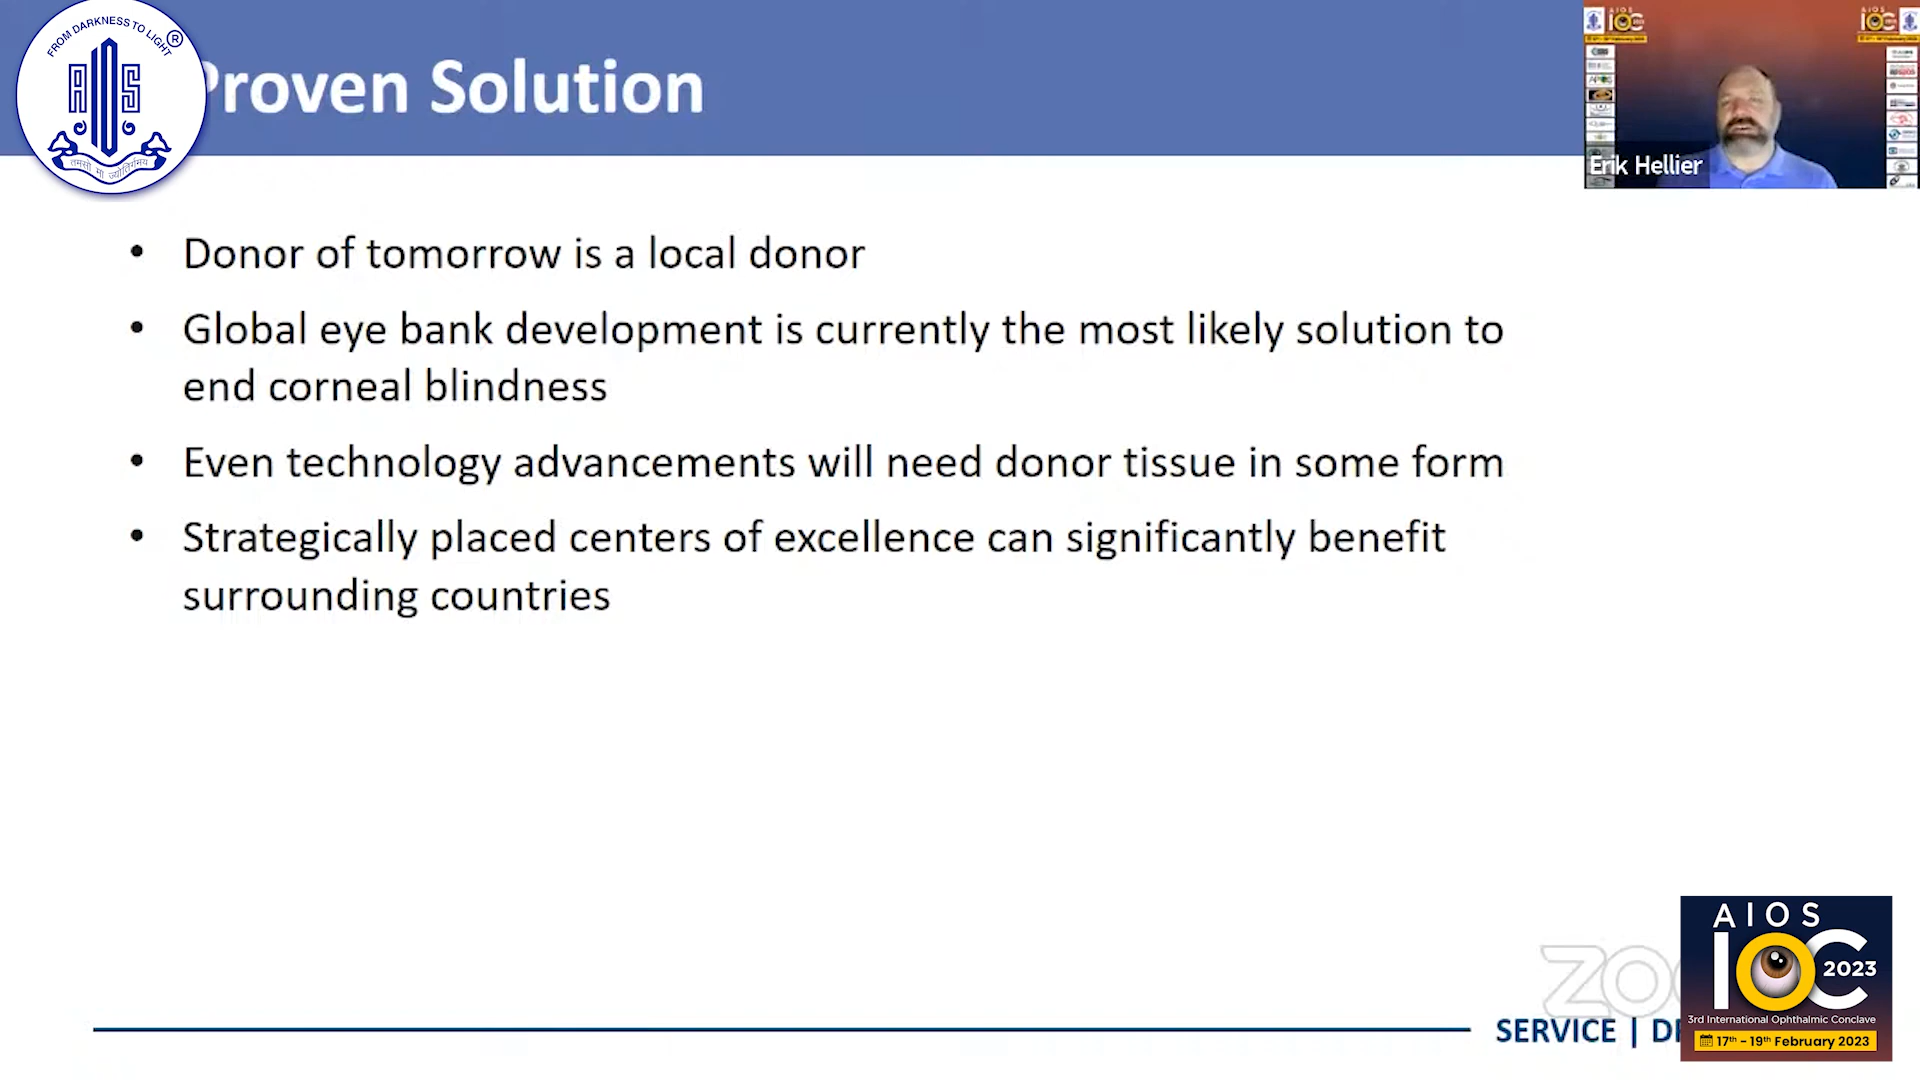 FROM DARKNESS TO LIGHT ®
AIOS
तमसो मा ज्योतिर्गमय
Proven Solution
AIOS
Erik Hellier
• Donor of tomorrow is a local donor
• Global eye bank development is currently the most likely solution to
end corneal blindness
• Even technology advancements will need donor tissue in some form
• Strategically placed centers of excellence can significantly benefit
surrounding countries
SERVICE |
AIOS
IOC 2023
3rd International Ophthalmic Conclave
17th - 19th February 2023